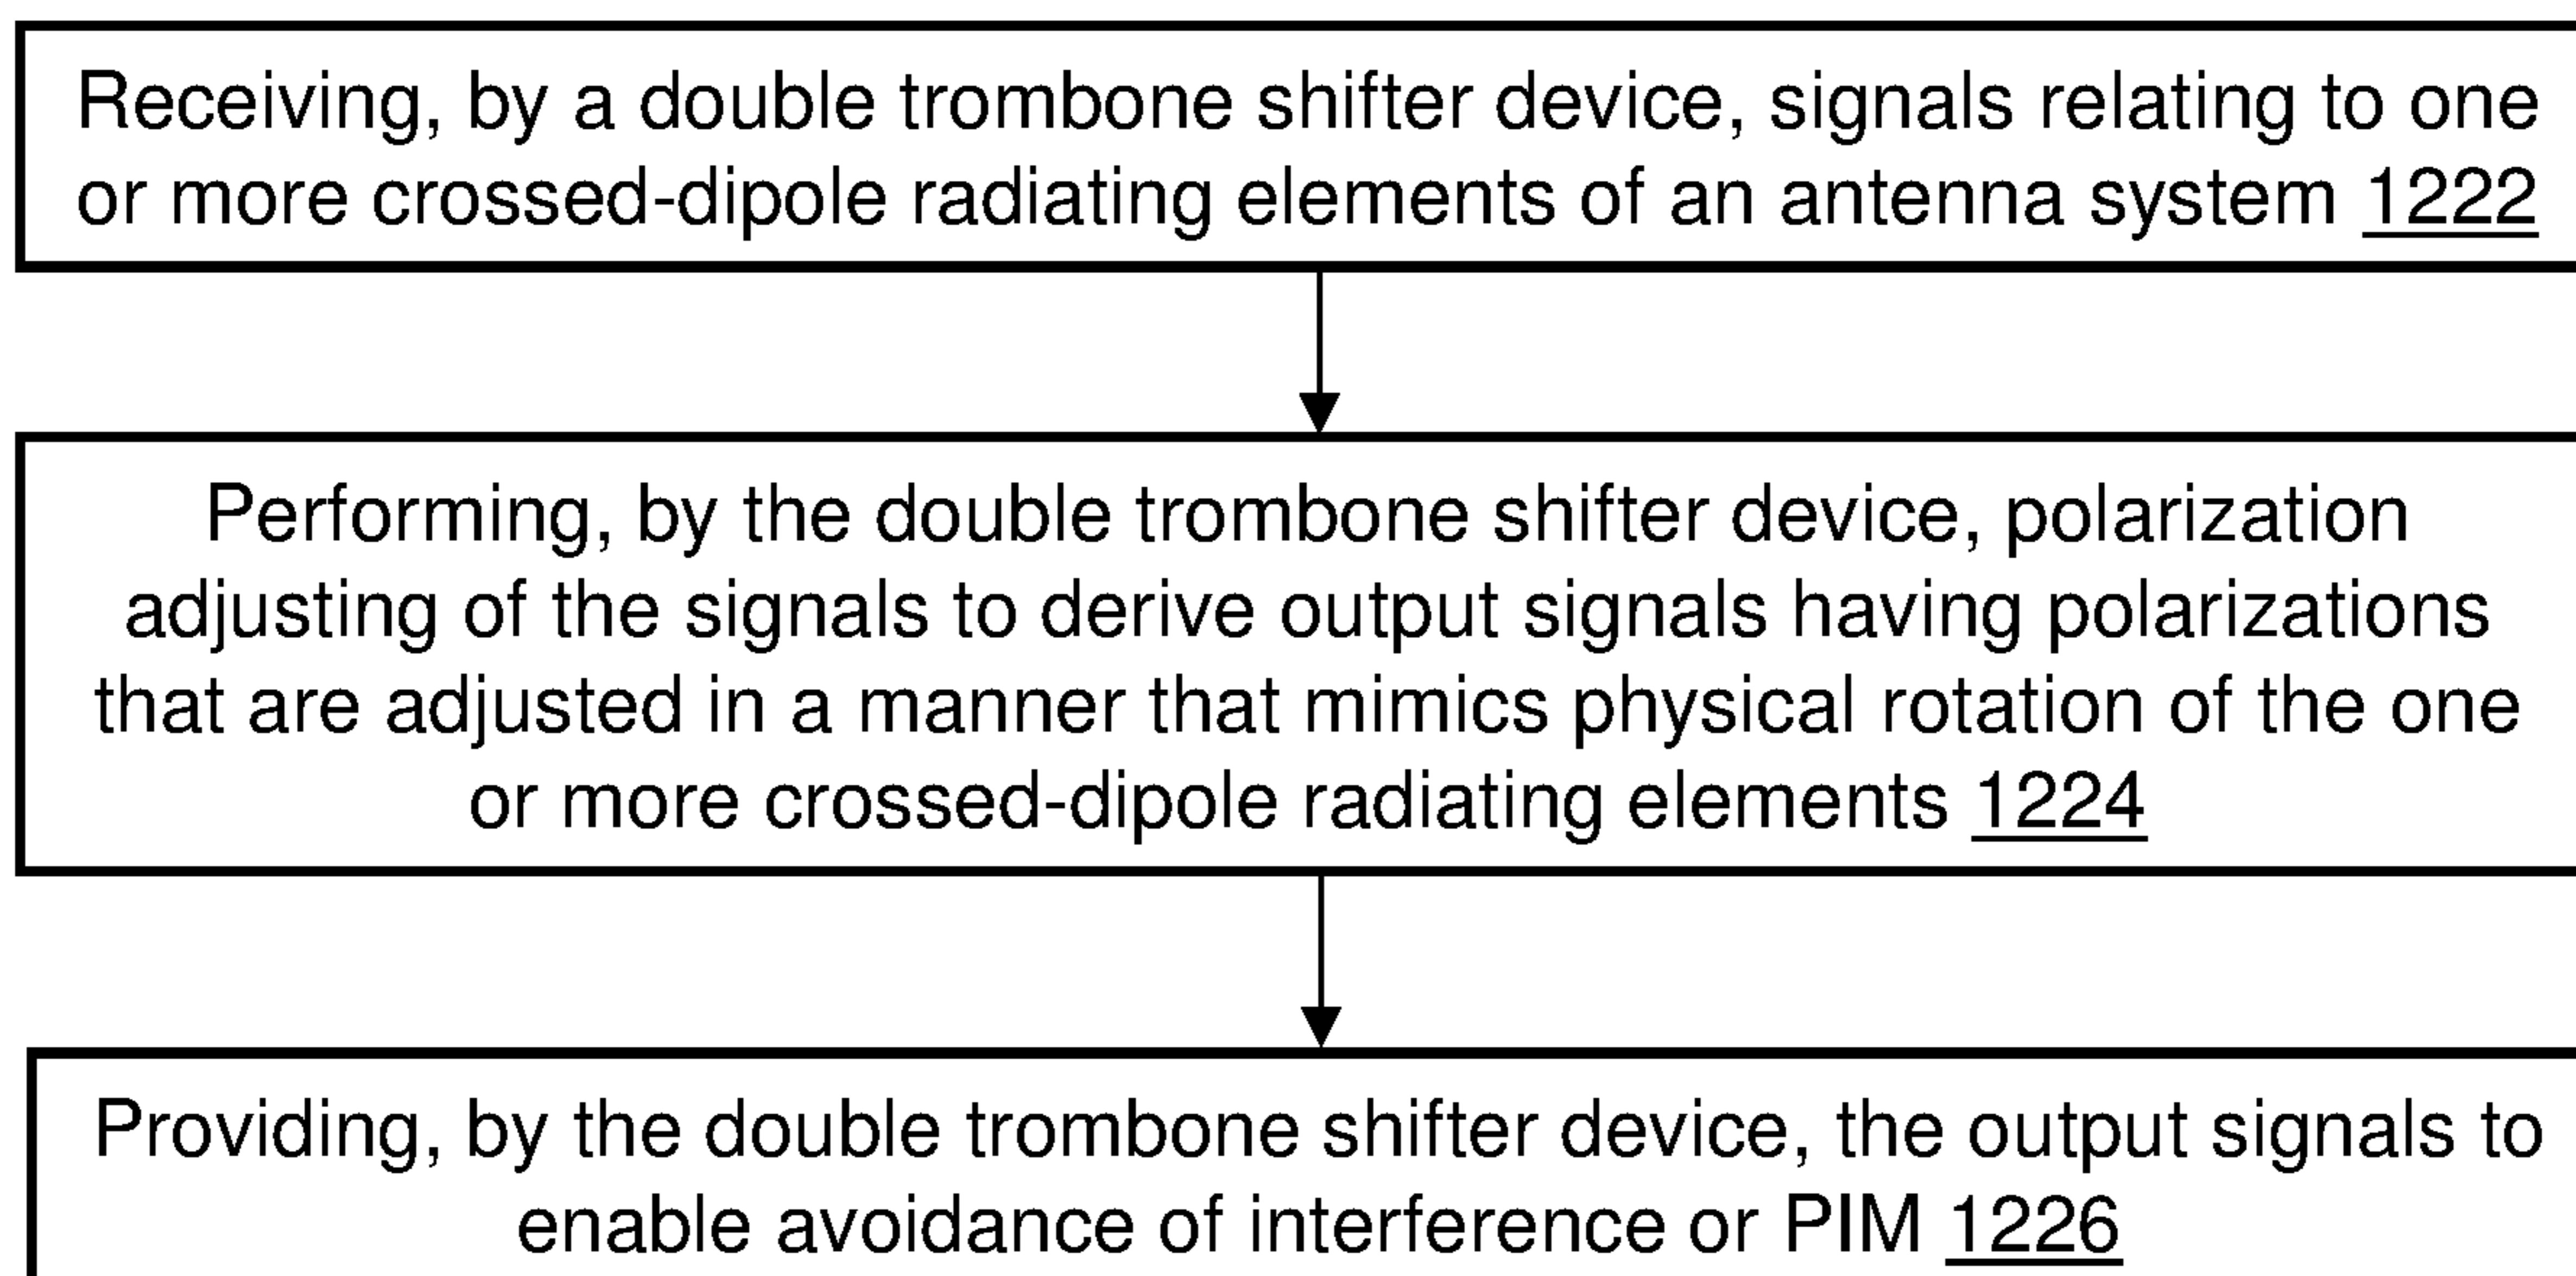 Receiving, by a double trombone shifter device, signals relating to one
or more crossed-dipole radiating elements of an antenna system 1222
Performing, by the double trombone shifter device, polarization
adjusting of the signals to derive output signals having polarizations
that are adjusted in a manner that mimics physical rotation of the one
or more crossed-dipole radiating elements 1224
Providing, by the double trombone shifter device, the output signals to
enable avoidance of interference or PIM 1226